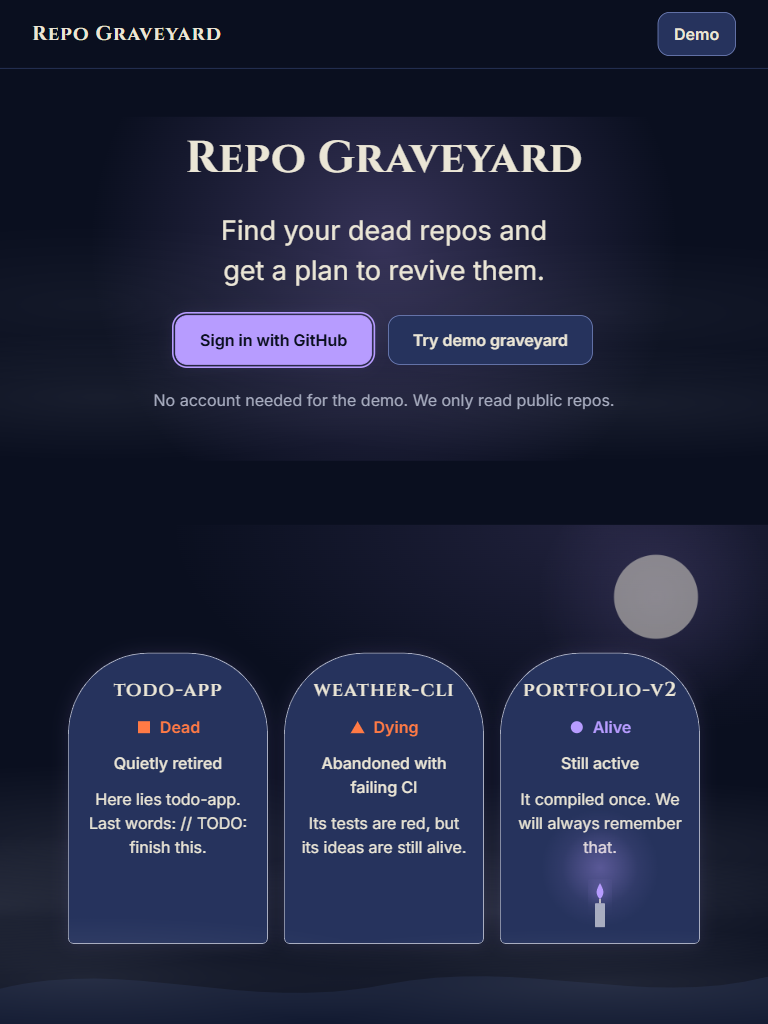 Repo Graveyard
Demo
Repo Graveyard
Find your dead repos and
get a plan to revive them.
Sign in with GitHub
Try demo graveyard
No account needed for the demo. We only read public repos.
todo-app
Dead
Quietly retired
Here lies todo-app.
Last words: // TODO:
finish this.
weather-cli
Dying
Abandoned with
failing CI
Its tests are red, but
its ideas are still alive.
portfolio-v2
Alive
Still active
It compiled once. We
will always remember
that.